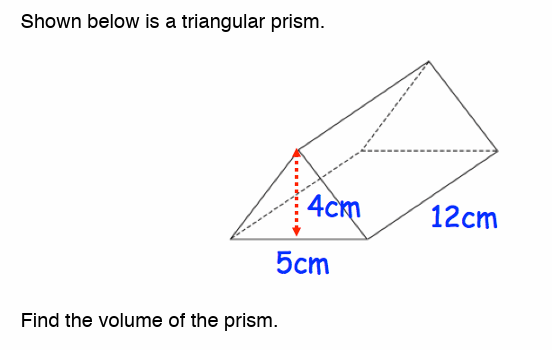 Shown below is a triangular prism.
4cm
12cm
5cm
Find the volume of the prism.